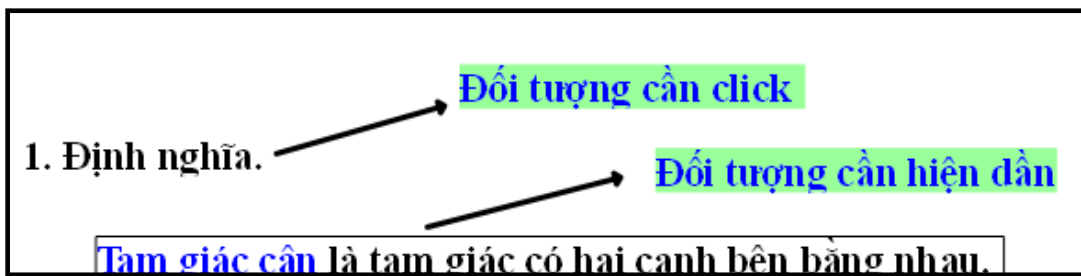 Đối tượng cần click
1. Định nghĩa.
Đối tượng cần hiện dần
Tam giác cân là tam giác có hai cạnh bên bằng nhau.